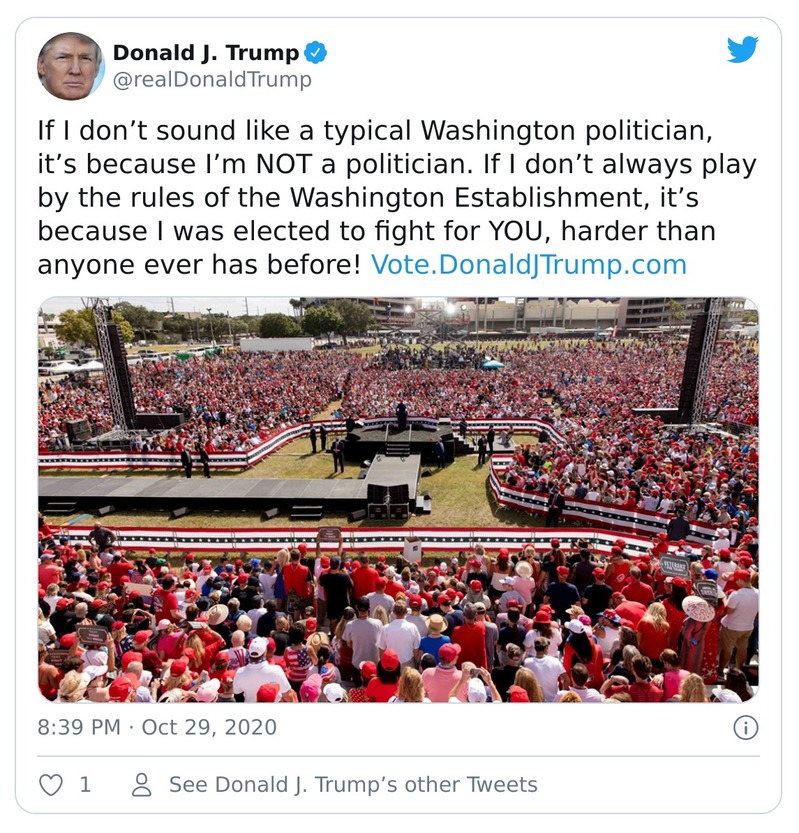 Donald J. Trump
@realDonaldTrump
If I don’t sound like a typical Washington politician,
it’s because I’m NOT a politician. If I don’t always play
by the rules of the Washington Establishment, it’s
because I was elected to fight for YOU, harder than
anyone ever has before! Vote.DonaldJTrump.com
8:39 PM · Oct 29, 2020
1
See Donald J. Trump’s other Tweets